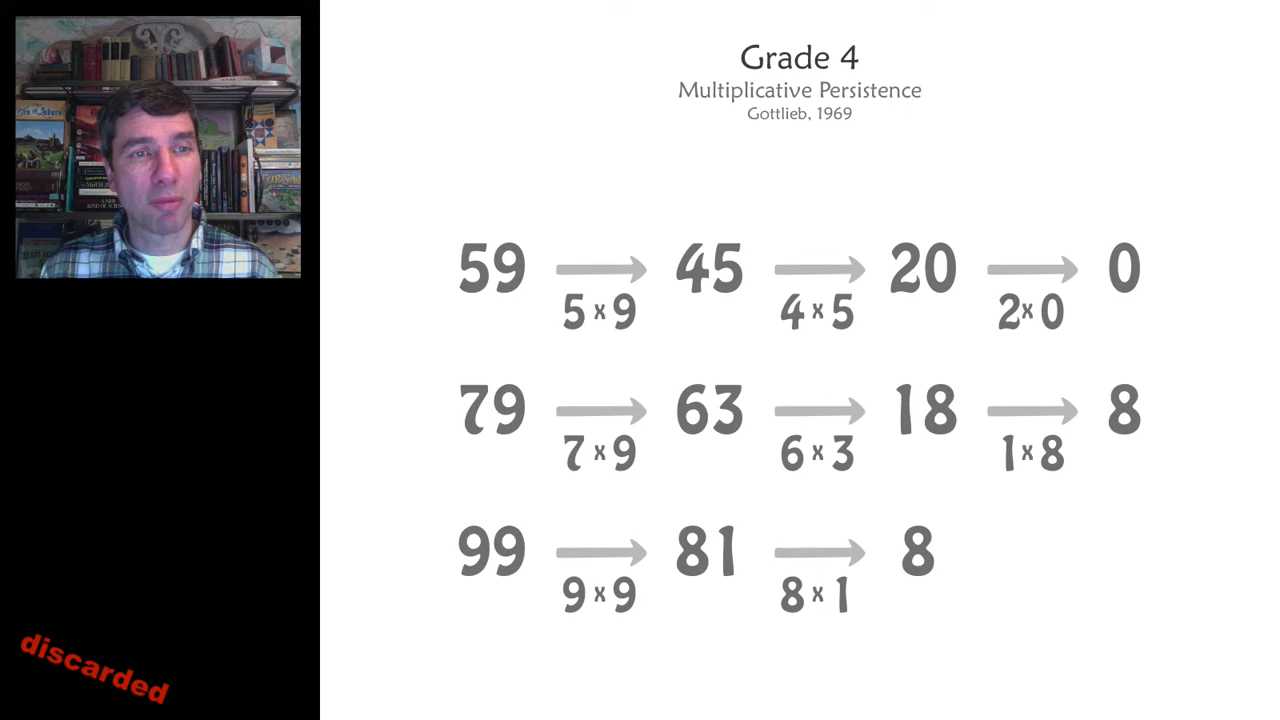 Grade 4
Multiplicative Persistence
Gottlieb, 1969
59 → 45 → 20 → 0
5 × 9 4 × 5 2 × 0
79 → 63 → 18 → 8
7 × 9 6 × 3 1 × 8
99 → 81 → 8
9 × 9 8 × 1
discarded